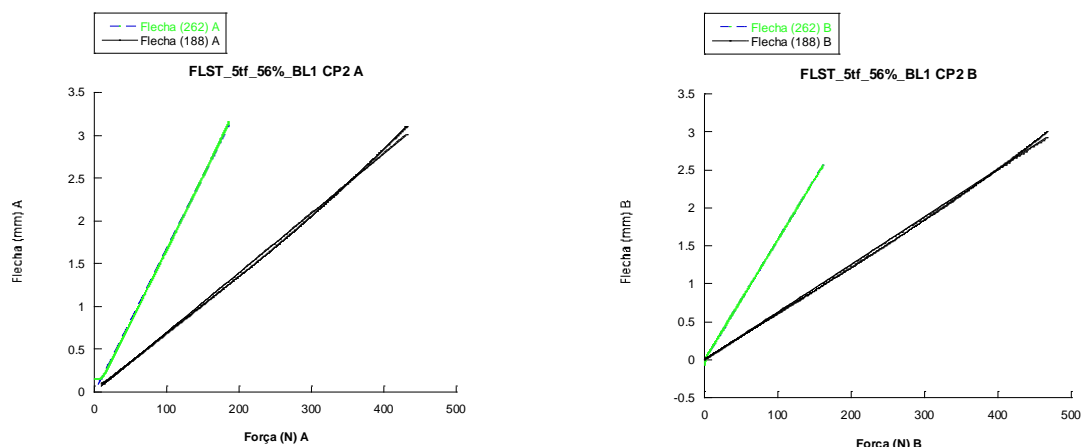 Flecha (262) A
Flecha (188) A
FLST_5tf_56%_BL1 CP2 A
3.5
3
2.5
2
1.5
1
0.5
0
Flecha (mm) A
0 100 200 300 400 500
Força (N) A
Flecha (262) B
Flecha (188) B
FLST_5tf_56%_BL1 CP2 B
3.5
3
2.5
2
1.5
1
0.5
0
-0.5
Flecha (mm) B
0 100 200 300 400 500
Força (N) B